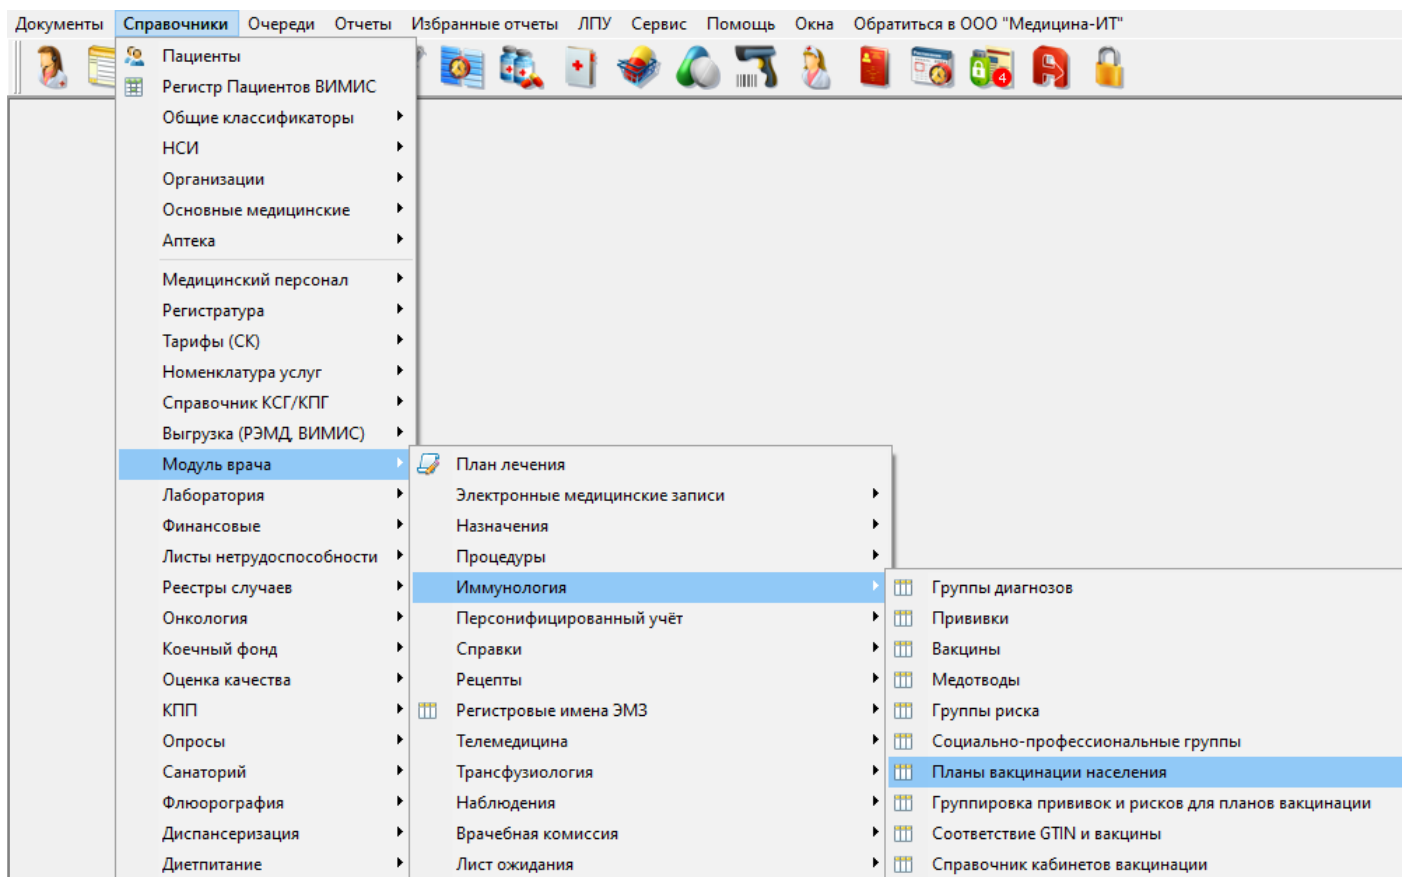 Документы Справочники Очереди Отчеты Избранные отчеты ЛПУ Сервис Помощь Окна Обратиться в ООО "Медицина-ИТ"
4
Пациенты
Регистр Пациентов ВИМИС
Общие классификаторы
НСИ
Организации
Основные медицинские
Аптека
Медицинский персонал
Регистратура
Тарифы (СК)
Номенклатура услуг
Справочник КСГ/КПГ
Выгрузка (РЭМД, ВИМИС)
Модуль врача
Лаборатория
Финансовые
Листы нетрудоспособности
Реестры случаев
Онкология
Коечный фонд
Оценка качества
КПП
Опросы
Санаторий
Флюорография
Диспансеризация
Диетпитание
План лечения
Электронные медицинские записи
Назначения
Процедуры
Иммунология
Персонифицированный учёт
Справки
Рецепты
Регистровые имена ЭМЗ
Телемедицина
Трансфузиология
Наблюдения
Врачебная комиссия
Лист ожидания
Группы диагнозов
Прививки
Вакцины
Медотводы
Группы риска
Социально-профессиональные группы
Планы вакцинации населения
Группировка прививок и рисков для планов вакцинации
Соответствие GTIN и вакцины
Справочник кабинетов вакцинации